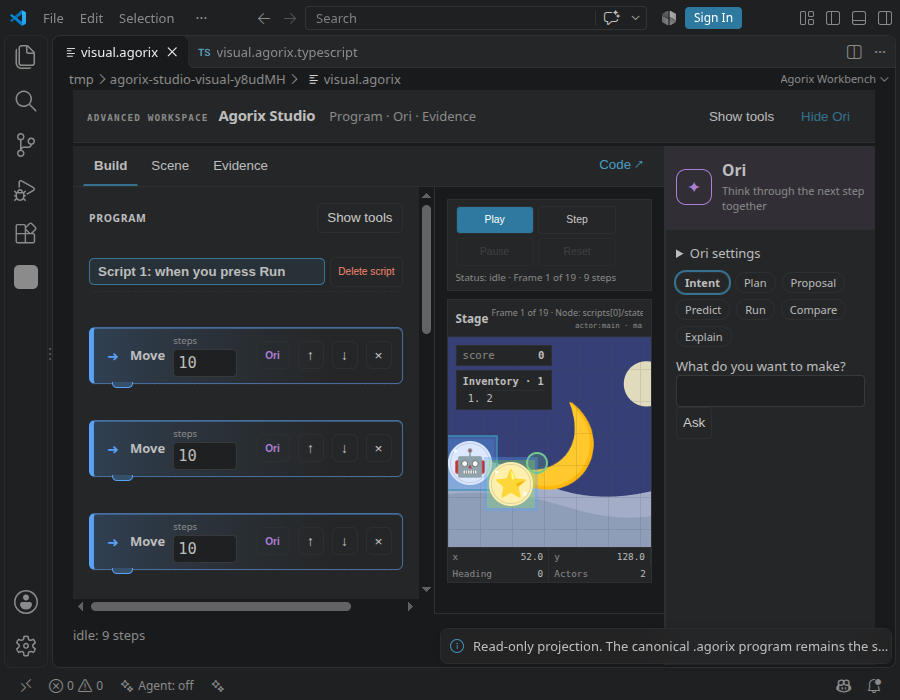 File Edit Selection ··· Search Sign In
visual.agorix TS visual.agorix.typescript ···
tmp > agorix-studio-visual-y8udMH > visual.agorix Agorix Workbench
ADVANCED WORKSPACE Agorix Studio Program · Ori · Evidence Show tools Hide Ori
Build Scene Evidence Code ↗
PROGRAM Show tools
Script 1: when you press Run Delete script
steps
→ Move 10 Ori ↑ ↓ ×
steps
→ Move 10 Ori ↑ ↓ ×
steps
→ Move 10 Ori ↑ ↓ ×
idle: 9 steps
Play Step
Pause Reset
Status: idle · Frame 1 of 19 · 9 steps
Stage Frame 1 of 19 · Node: scripts[0]/state
actor:main · ma
score 0
Inventory · 1
1. 2
x 52.0 y 128.0
Heading 0 Actors 2
Ori
Think through the next step
together
▶ Ori settings
Intent Plan Proposal
Predict Run Compare
Explain
What do you want to make?
Ask
Read-only projection. The canonical .agorix program remains the s...
0 0 Agent: off